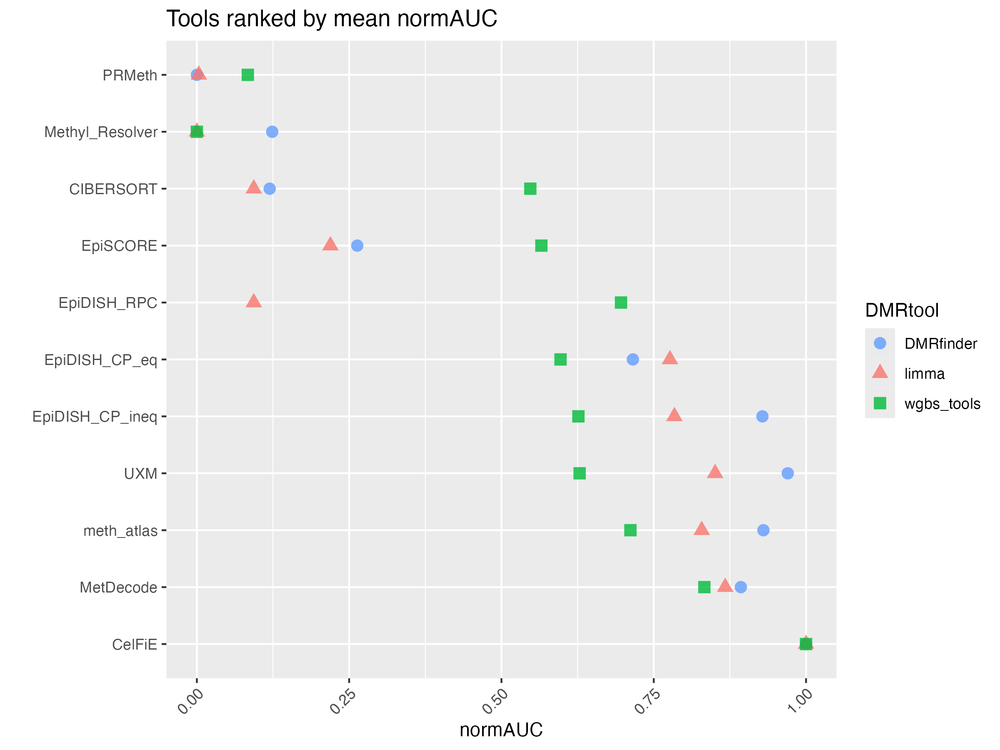 Tools ranked by mean normAUC
PRMeth
Methyl_Resolver
CIBERSORT
EpiSCORE
EpiDISH_RPC
EpiDISH_CP_eq
EpiDISH_CP_ineq
UXM
meth_atlas
MetDecode
CelFiE
0.00
0.25
0.50
0.75
1.00
normAUC
DMRtool
DMRfinder
limma
wgbs_tools